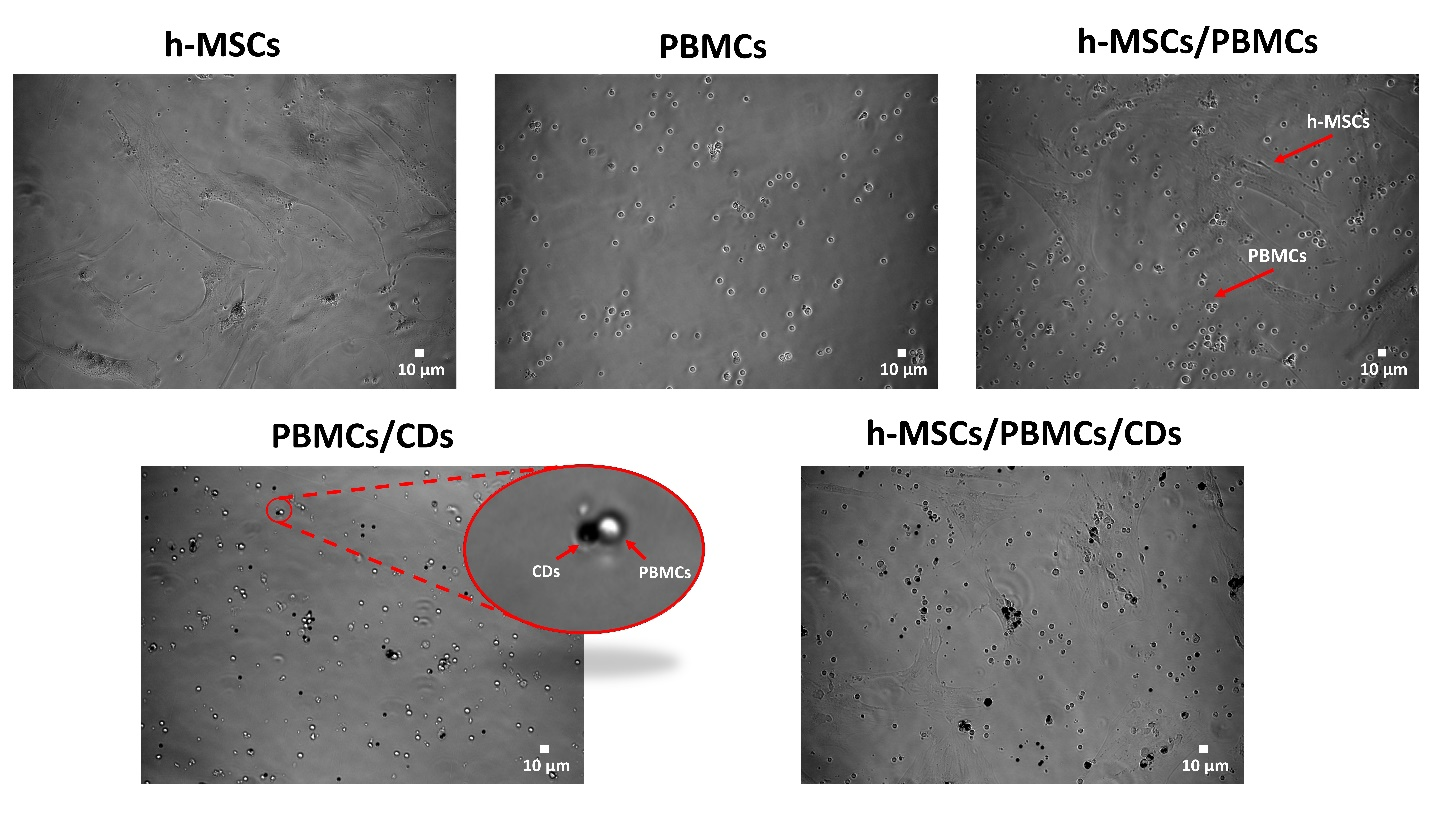 h-MSCs
PBMCs
h-MSCs/PBMCs
h-MSCs
PBMCs
10 µm
10 µm
10 µm
PBMCs/CDs
h-MSCs/PBMCs/CDs
CDs
PBMCs
10 µm
10 µm